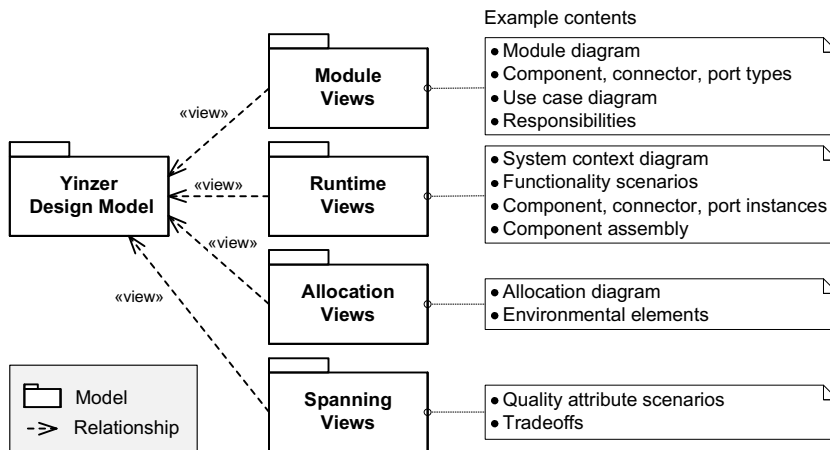 Example contents
Module
Views
• Module diagram
• Component, connector, port types
• Use case diagram
• Responsibilities
«view»
Yinzer
Design Model
«view»
Runtime
Views
• System context diagram
• Functionality scenarios
• Component, connector, port instances
• Component assembly
«view»
Allocation
Views
• Allocation diagram
• Environmental elements
«view»
Spanning
Views
• Quality attribute scenarios
• Tradeoffs
Model
Relationship